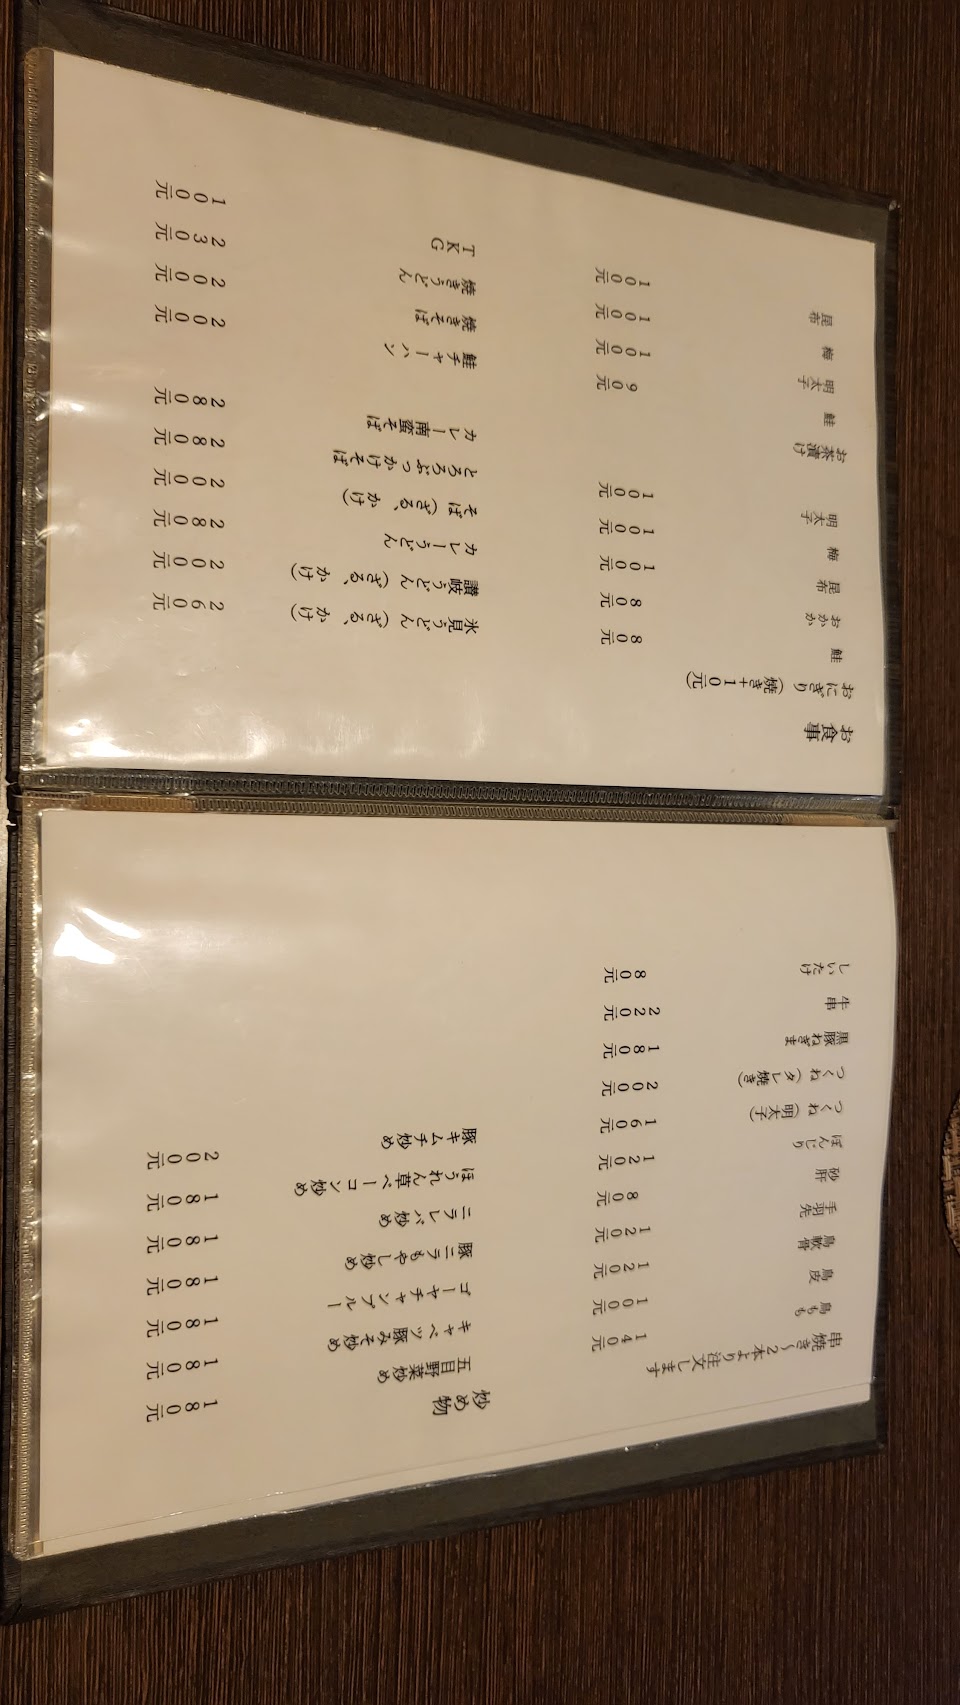 串焼き～2本より注文します
鳥もも 140元
鳥皮 100元
鳥軟骨 120元
手羽先 120元
砂肝 80元
ぼんじり 120元
つくね（明太子） 160元
つくね（タレ焼き） 200元
黒豚ねぎま 180元
牛串 220元
しいたけ 80元
炒め物
五目野菜炒め 180元
キャベツ豚みそ炒め 180元
ゴーヤチャンプルー 180元
豚ニラもやし炒め 180元
ニラレバ炒め 180元
ほうれん草ベーコン炒め 180元
豚キムチ炒め 200元
お食事
おにぎり（焼き+10元）
鮭 80元
おかか 80元
昆布 100元
梅 100元
明太子 100元
お茶漬け
鮭 90元
明太子 100元
梅 100元
昆布 100元
氷見うどん（ざる、かけ） 260元
讃岐うどん（ざる、かけ） 200元
カレーうどん 280元
そば（ざる、かけ） 200元
とろろぶっかけそば 280元
カレー南蛮そば 280元
鮭チャーハン 200元
焼きそば 200元
焼きうどん 230元
TKG 100元